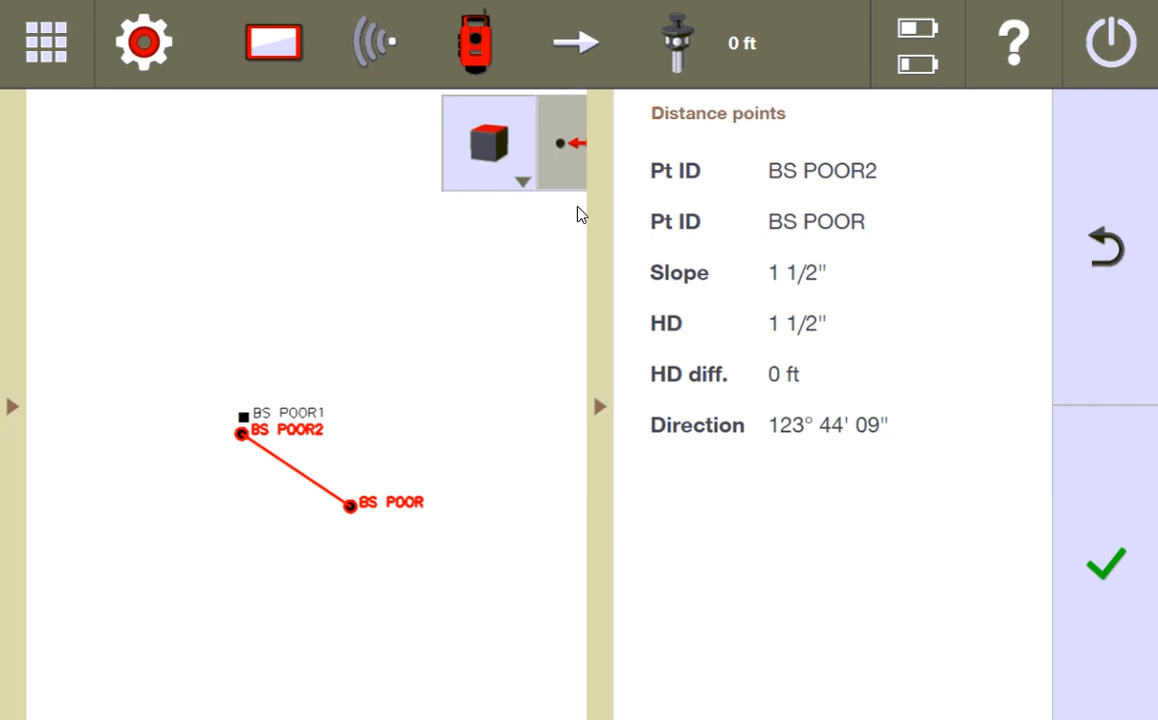 0 ft
?
Distance points
Pt ID BS POOR2
Pt ID BS POOR
Slope 1 1/2"
HD 1 1/2"
HD diff. 0 ft
Direction 123° 44' 09"
BS POOR1
BS POOR2
BS POOR